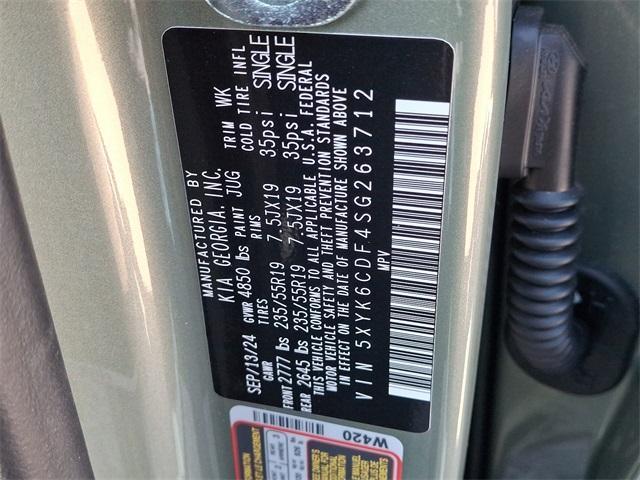 MANUFACTURED BY
KIA GEORGIA, INC.
SEP/13/24 GVWR 4850 lbs PAINT JUG TRIM WK
GAWR TIRES RIMS COLD TIRE INFL
FRONT 2777 lbs 235/55R19 7.5JX19 35psi SINGLE
REAR 2645 lbs 235/55R19 7.5JX19 35psi SINGLE
THIS VEHICLE CONFORMS TO ALL APPLICABLE U.S.A. FEDERAL
MOTOR VEHICLE SAFETY AND THEFT PREVENTION STANDARDS
IN EFFECT ON THE DATE OF MANUFACTURE SHOWN ABOVE
VIN 5XYK6CDF4SG263712
MPV
W420